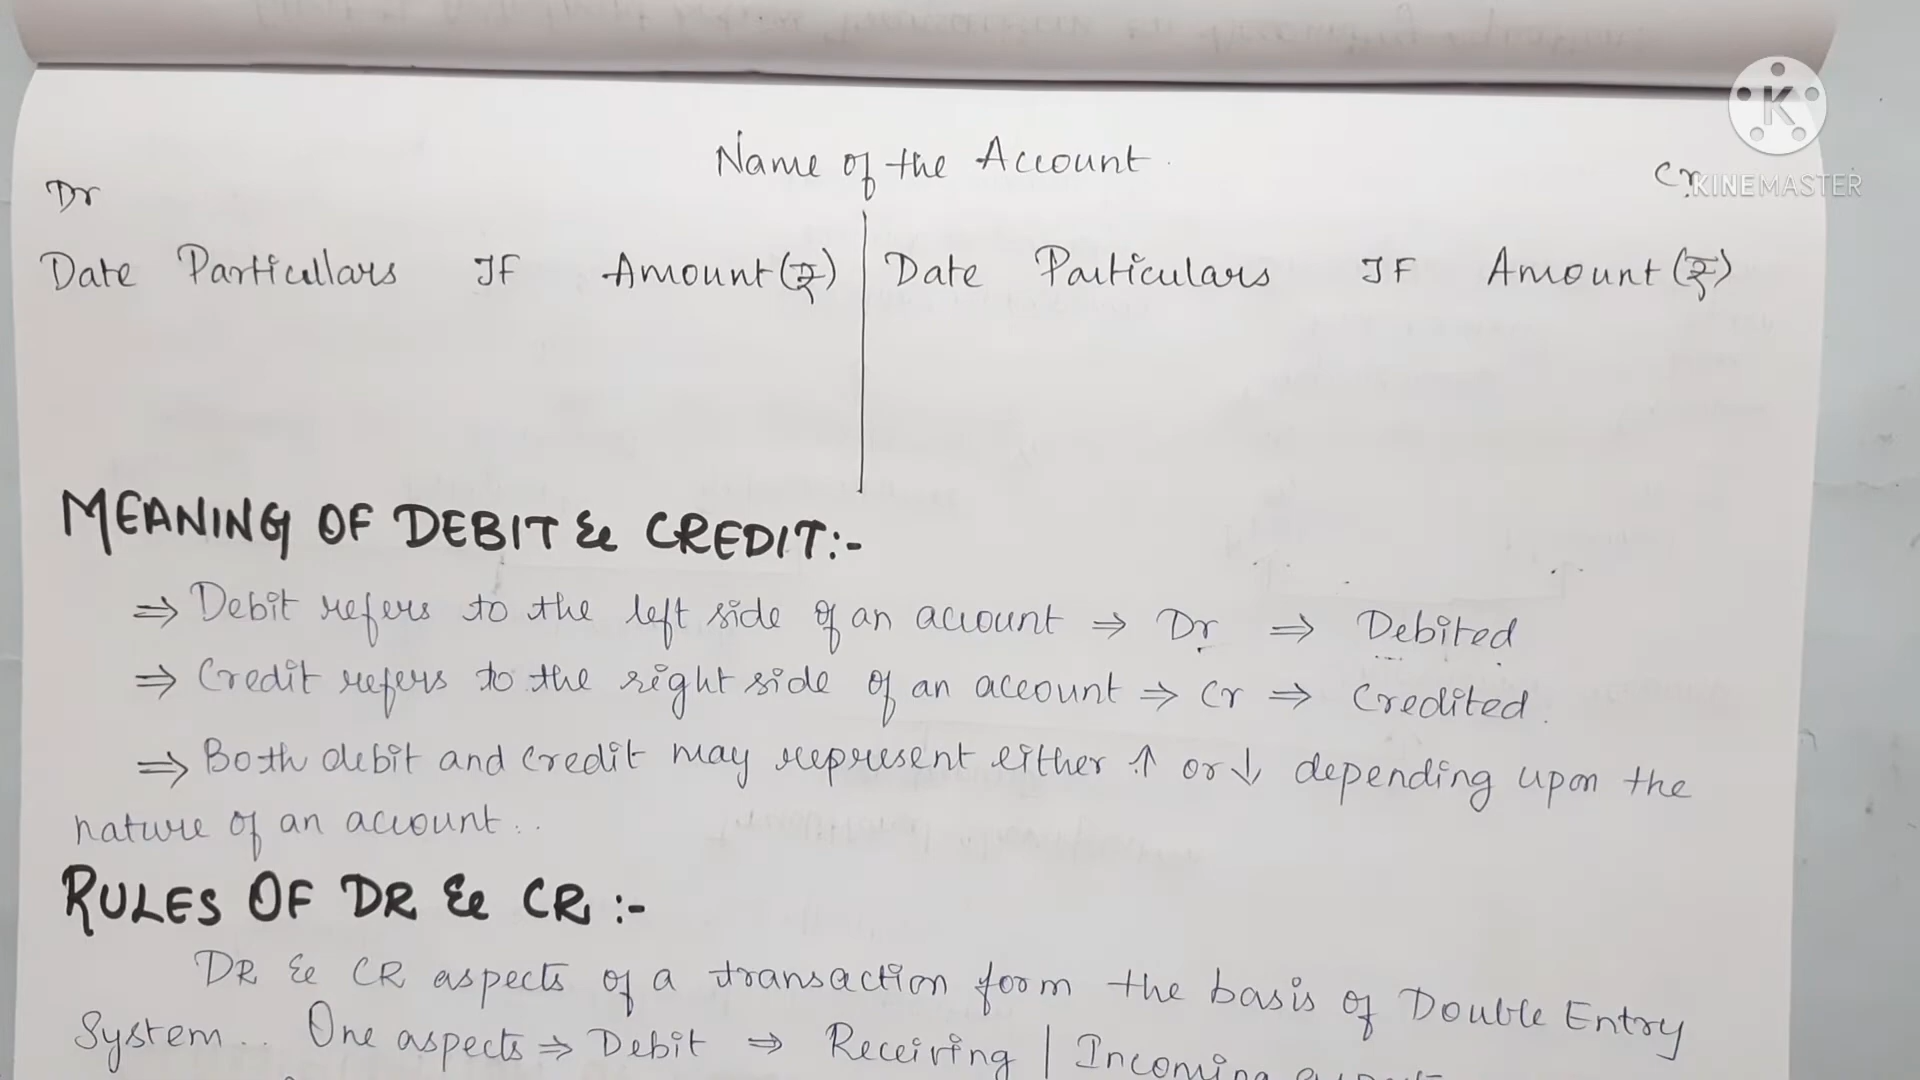 Name of the Account
Dr
Cr
KINEMASTER
Date Particullars JF Amount(₹) Date Particulars JF Amount(₹)
MEANING OF DEBIT & CREDIT:-
⇒ Debit refers to the left side of an account ⇒ Dr ⇒ Debited
⇒ Credit refers to the right side of an account ⇒ Cr ⇒ Credited.
⇒ Both debit and credit may represent either ↑ or ↓ depending upon the
nature of an account..
RULES OF DR & CR :-
DR & CR aspects of a transaction form the basis of Double Entry
System.. One aspects ⇒ Debit ⇒ Receiving | Incoming